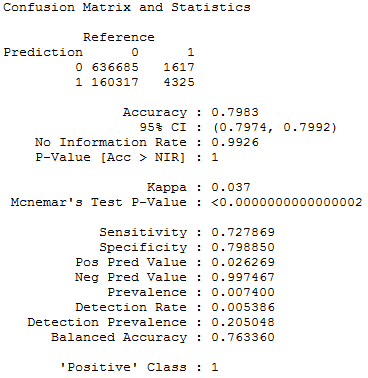 Confusion Matrix and Statistics
Reference
Prediction 0 1
0 636685 1617
1 160317 4325
Accuracy : 0.7983
95% CI : (0.7974, 0.7992)
No Information Rate : 0.9926
P-Value [Acc > NIR] : 1
Kappa : 0.037
Mcnemar's Test P-Value : <0.0000000000000002
Sensitivity : 0.727869
Specificity : 0.798850
Pos Pred Value : 0.026269
Neg Pred Value : 0.997467
Prevalence : 0.007400
Detection Rate : 0.005386
Detection Prevalence : 0.205048
Balanced Accuracy : 0.763360
'Positive' Class : 1